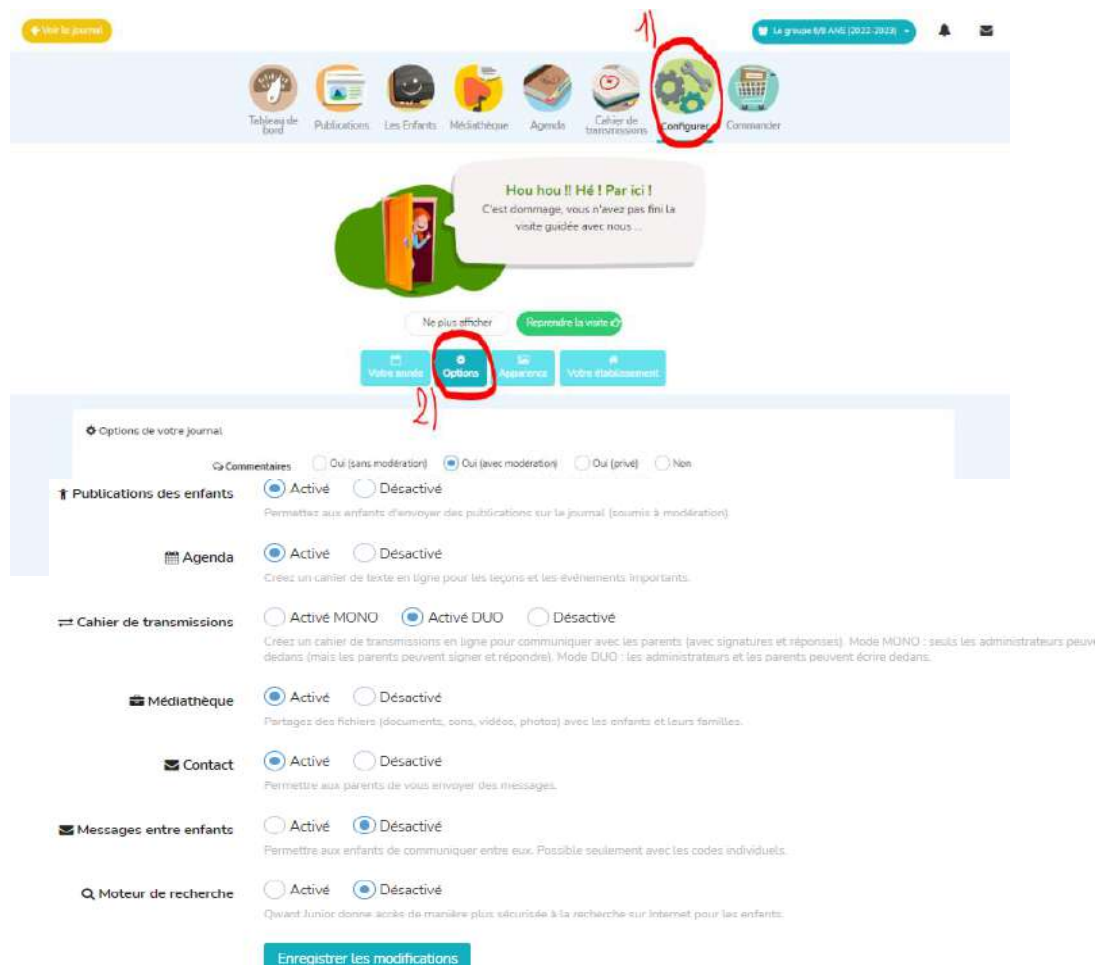 Voir le journal
1)
Le groupe 6/8 ANS (2022-2023)
Tableau de bord
Publications
Les Enfants
Médiathèque
Agenda
Cahier de transmissions
Configurer
Commander
Hou hou !! Hé ! Par ici !
C'est dommage, vous n'avez pas fini la
visite guidée avec nous ...
Ne plus afficher
Reprendre la visite
Votre année
Options
Apparence
Votre établissement
2)
Options de votre journal
Commentaires Oui (sans modération) Oui (avec modération) Oui (privé) Non
Publications des enfants Activé Désactivé
Permettez aux enfants d'envoyer des publications sur le journal (soumis à modération).
Agenda Activé Désactivé
Créez un cahier de texte en ligne pour les leçons et les événements importants.
Cahier de transmissions Activé MONO Activé DUO Désactivé
Créez un cahier de transmissions en ligne pour communiquer avec les parents (avec signatures et réponses). Mode MONO : seuls les administrateurs peuve
dedans (mais les parents peuvent signer et répondre). Mode DUO : les administrateurs et les parents peuvent écrire dedans.
Médiathèque Activé Désactivé
Partages des fichiers (documents, sons, vidéos, photos) avec les enfants et leurs familles.
Contact Activé Désactivé
Permettre aux parents de vous envoyer des messages.
Messages entre enfants Activé Désactivé
Permettre aux enfants de communiquer entre eux. Possible seulement avec les codes individuels.
Moteur de recherche Activé Désactivé
Qwant Junior donne accès de manière plus sécurisée à la recherche sur Internet pour les enfants.
Enregistrer les modifications